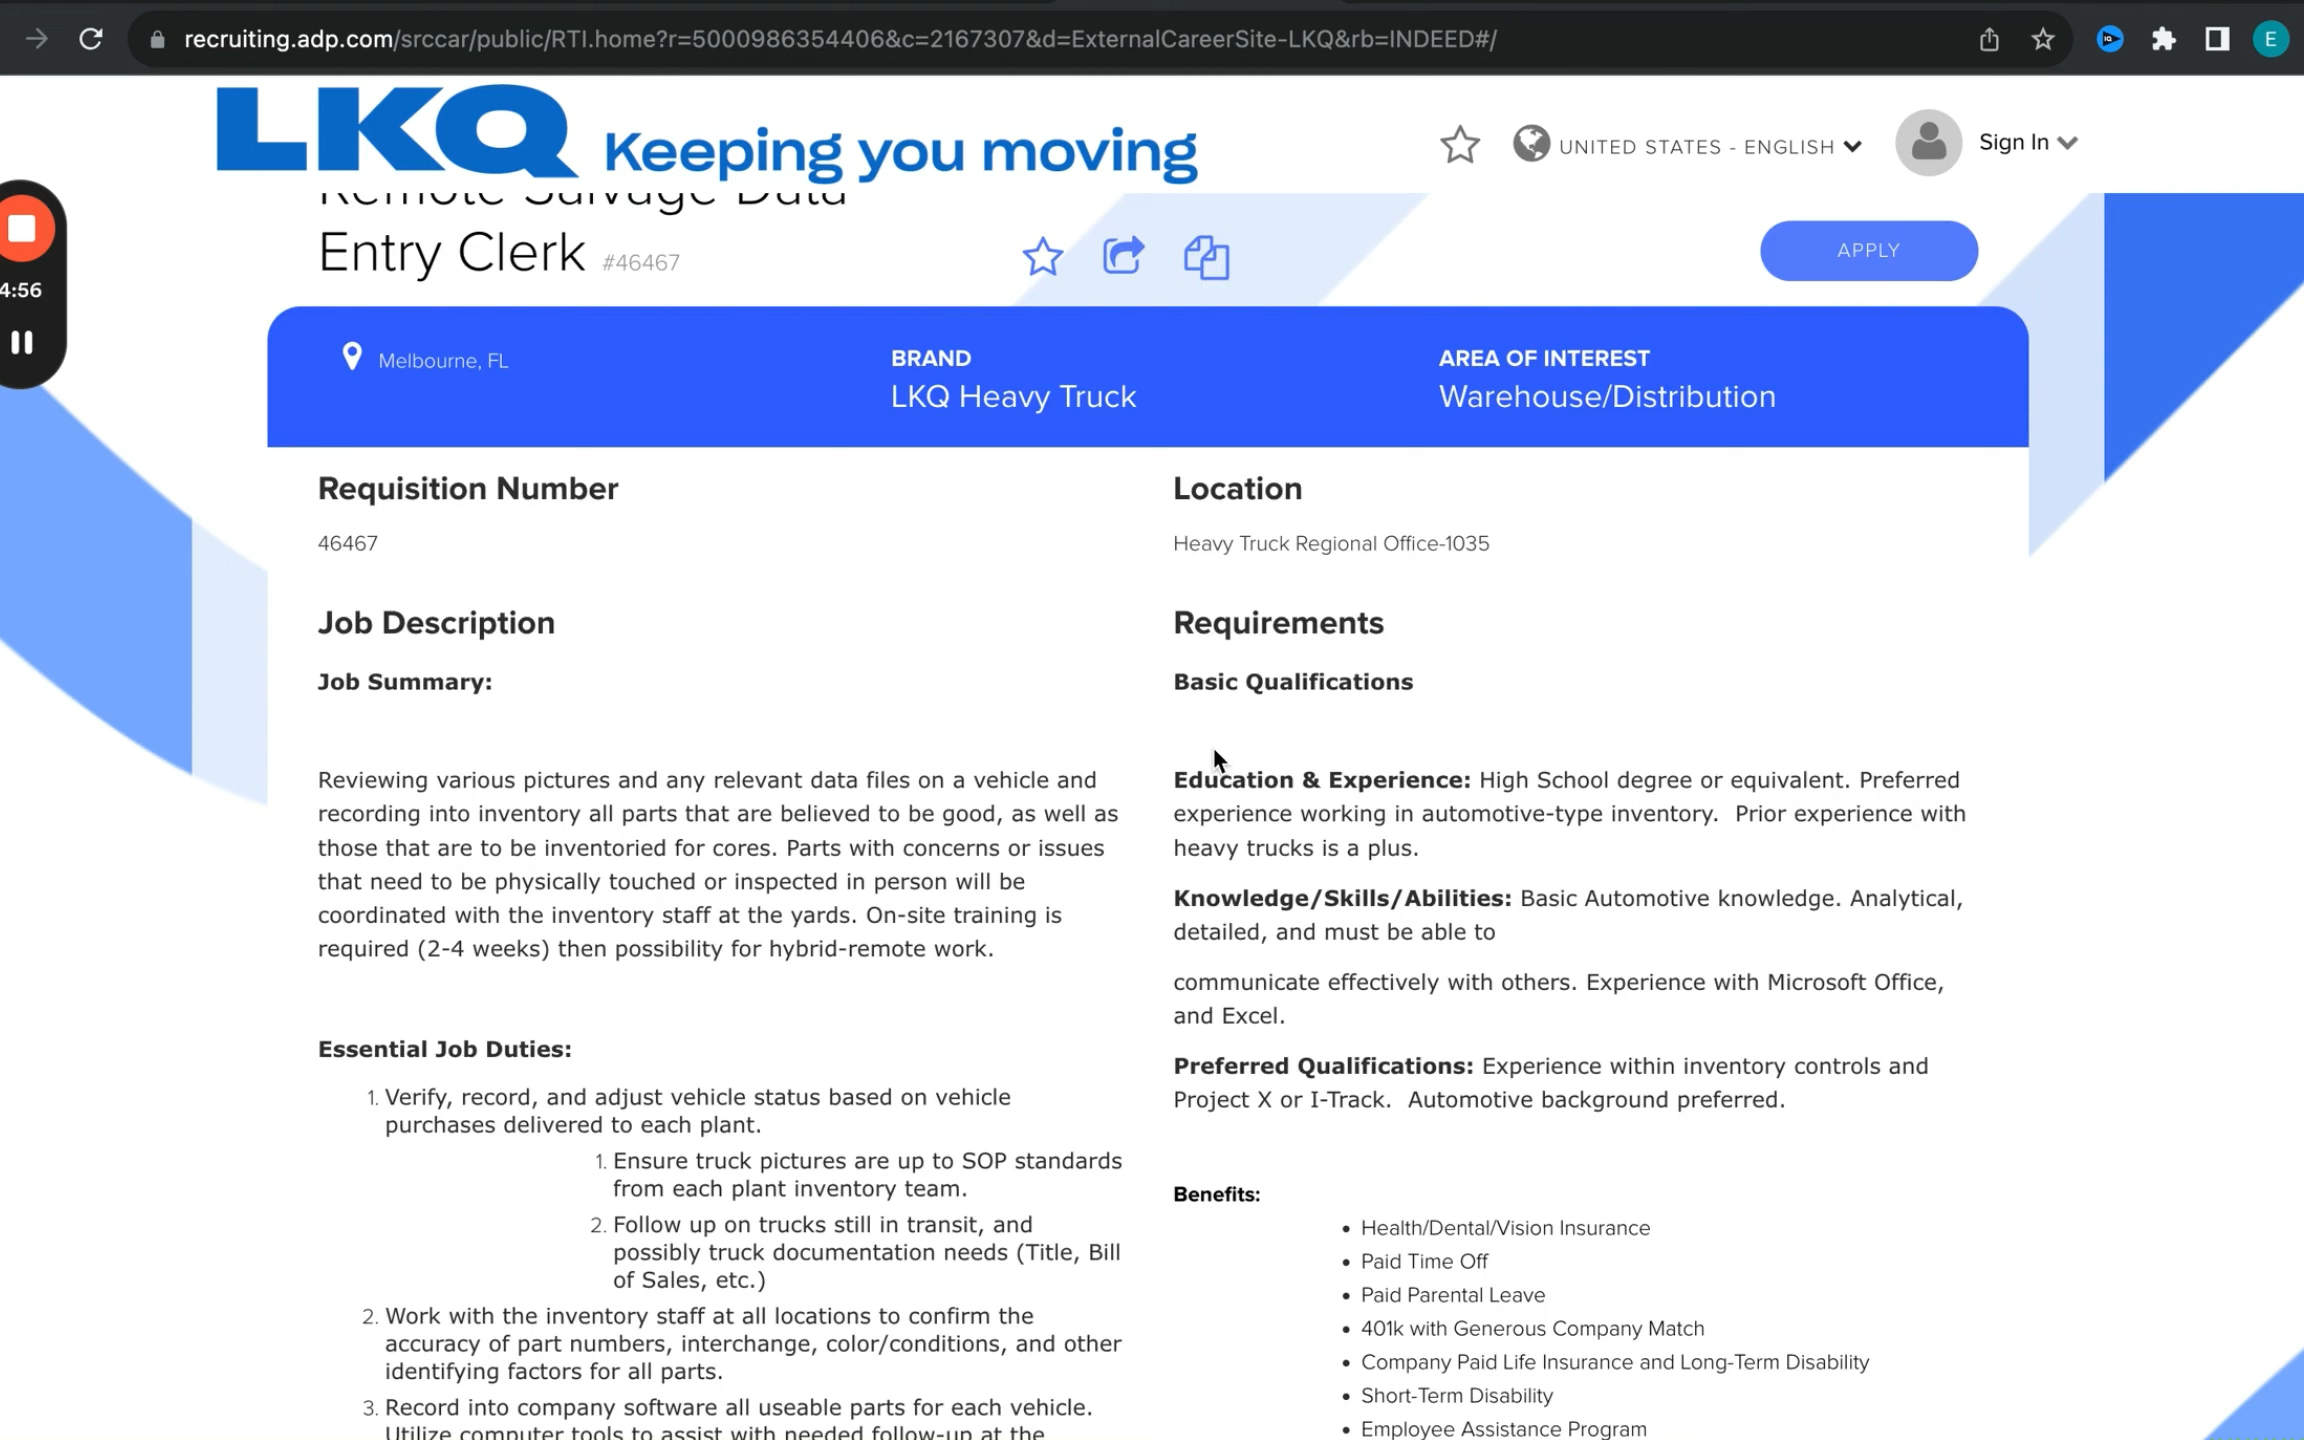 recruiting.adp.com/srccar/public/RTI.home?r=5000986354406&c=2167307&d=ExternalCareerSite-LKQ&rb=INDEED#/
E
LKQ Keeping you moving
UNITED STATES - ENGLISH
Sign In
4:56
Remote Salvage Data
Entry Clerk #46467
APPLY
Melbourne, FL
BRAND
LKQ Heavy Truck
AREA OF INTEREST
Warehouse/Distribution
Requisition Number
46467
Job Description
Job Summary:
Reviewing various pictures and any relevant data files on a vehicle and
recording into inventory all parts that are believed to be good, as well as
those that are to be inventoried for cores. Parts with concerns or issues
that need to be physically touched or inspected in person will be
coordinated with the inventory staff at the yards. On-site training is
required (2-4 weeks) then possibility for hybrid-remote work.
Essential Job Duties:
1. Verify, record, and adjust vehicle status based on vehicle
purchases delivered to each plant.
1. Ensure truck pictures are up to SOP standards
from each plant inventory team.
2. Follow up on trucks still in transit, and
possibly truck documentation needs (Title, Bill
of Sales, etc.)
2. Work with the inventory staff at all locations to confirm the
accuracy of part numbers, interchange, color/conditions, and other
identifying factors for all parts.
3. Record into company software all useable parts for each vehicle.
Utilize computer tools to assist with needed follow-up at the
Location
Heavy Truck Regional Office-1035
Requirements
Basic Qualifications
Education & Experience: High School degree or equivalent. Preferred
experience working in automotive-type inventory. Prior experience with
heavy trucks is a plus.
Knowledge/Skills/Abilities: Basic Automotive knowledge. Analytical,
detailed, and must be able to
communicate effectively with others. Experience with Microsoft Office,
and Excel.
Preferred Qualifications: Experience within inventory controls and
Project X or I-Track. Automotive background preferred.
Benefits:
• Health/Dental/Vision Insurance
• Paid Time Off
• Paid Parental Leave
• 401k with Generous Company Match
• Company Paid Life Insurance and Long-Term Disability
• Short-Term Disability
• Employee Assistance Program